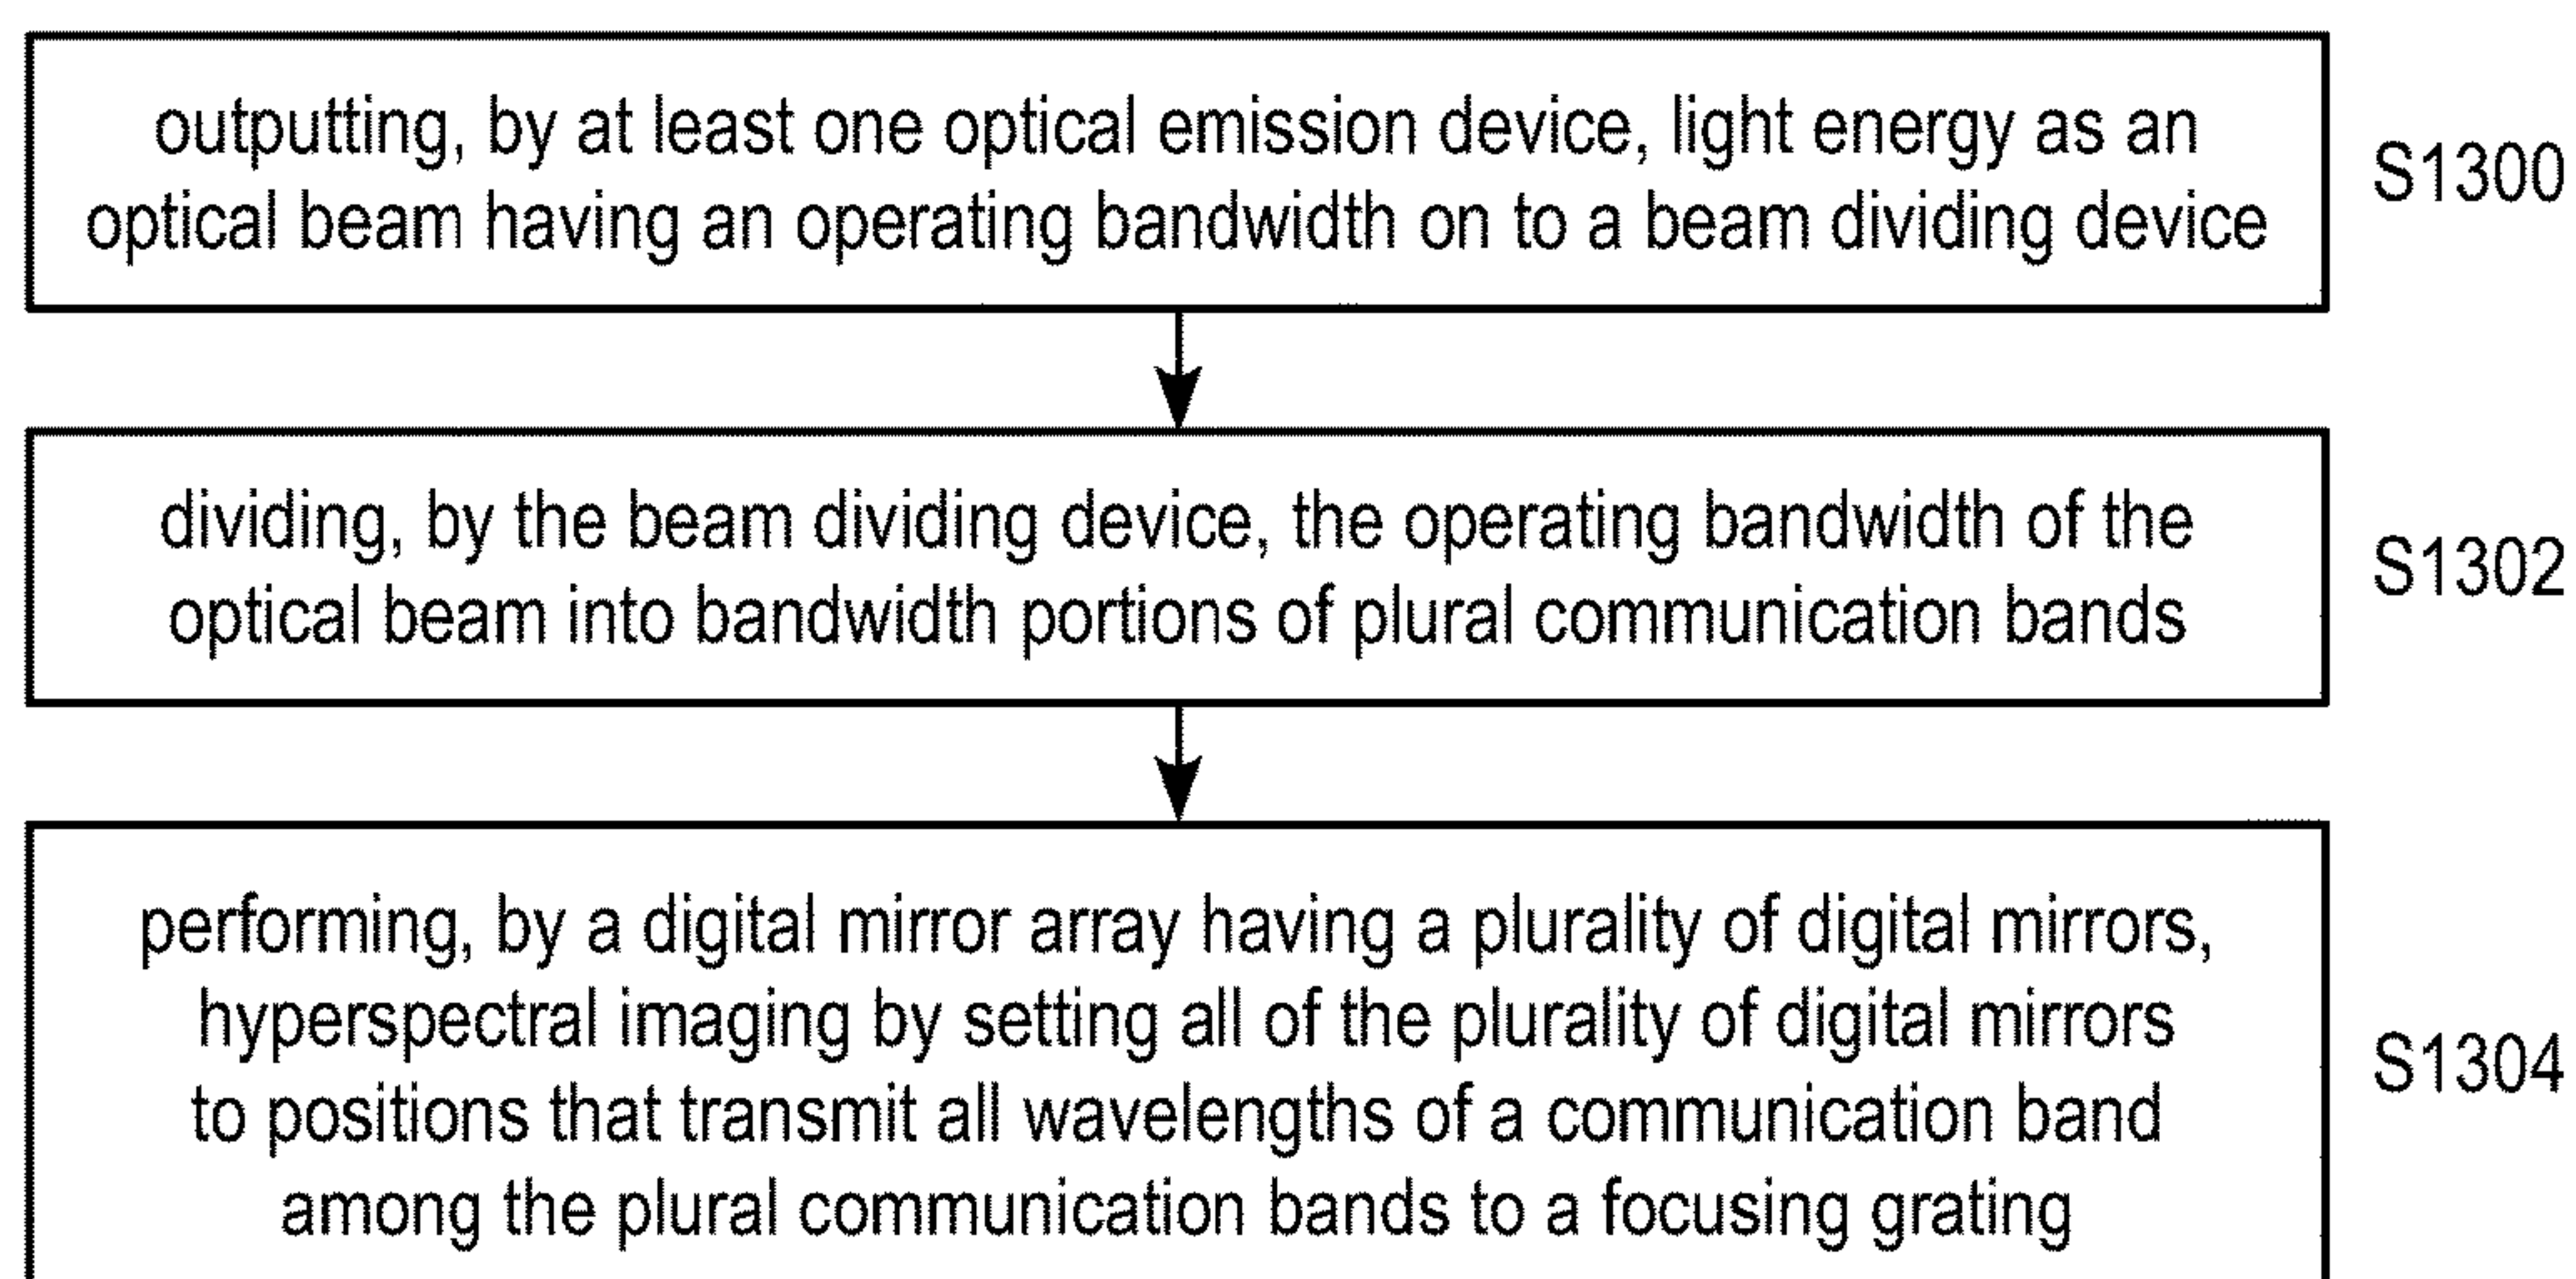 outputting, by at least one optical emission device, light energy as an
optical beam having an operating bandwidth on to a beam dividing device
S1300
dividing, by the beam dividing device, the operating bandwidth of the
optical beam into bandwidth portions of plural communication bands
S1302
performing, by a digital mirror array having a plurality of digital mirrors,
hyperspectral imaging by setting all of the plurality of digital mirrors
to positions that transmit all wavelengths of a communication band
among the plural communication bands to a focusing grating
S1304